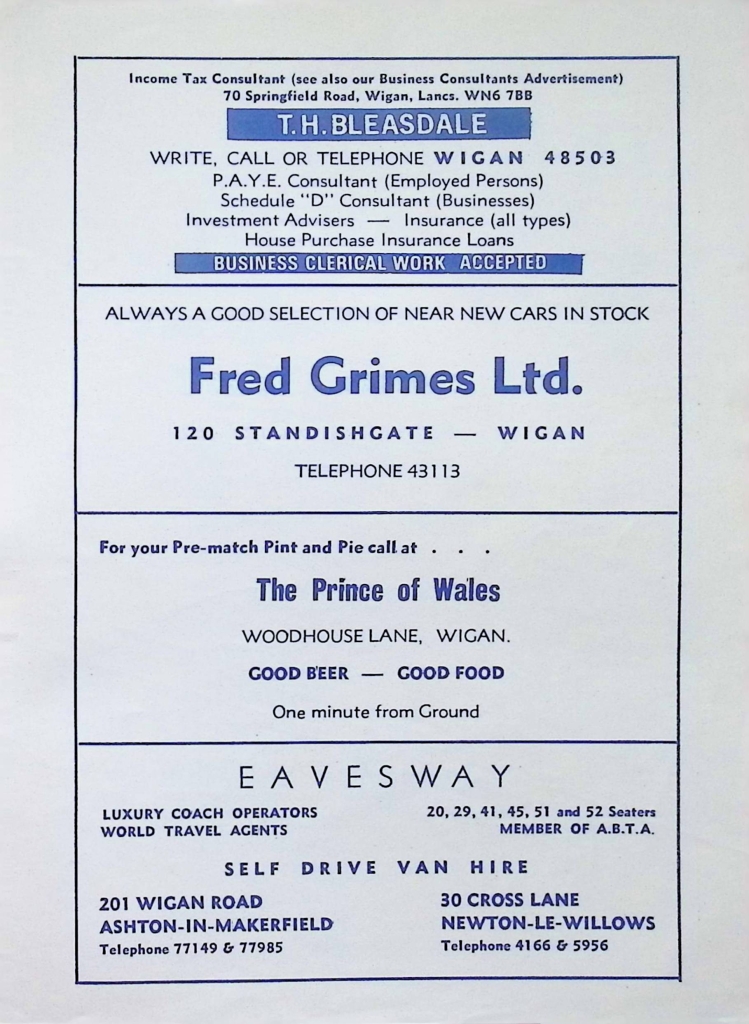 Income Tax Consultant (see also our Business Consultants Advertisement)
70 Springfield Road, Wigan, Lancs. WN6 7BB
T. H. BLEASDALE
WRITE, CALL OR TELEPHONE WIGAN 48503
P.A.Y.E. Consultant (Employed Persons)
Schedule "D" Consultant (Businesses)
Investment Advisers — Insurance (all types)
House Purchase Insurance Loans
BUSINESS CLERICAL WORK ACCEPTED
ALWAYS A GOOD SELECTION OF NEAR NEW CARS IN STOCK
Fred Grimes Ltd.
120 STANDISHGATE — WIGAN
TELEPHONE 43113
For your Pre-match Pint and Pie call at . . .
The Prince of Wales
WOODHOUSE LANE, WIGAN.
GOOD BEER — GOOD FOOD
One minute from Ground
EAVESWAY
LUXURY COACH OPERATORS 20, 29, 41, 45, 51 and 52 Seaters
WORLD TRAVEL AGENTS MEMBER OF A.B.T.A.
SELF DRIVE VAN HIRE
201 WIGAN ROAD 30 CROSS LANE
ASHTON-IN-MAKERFIELD NEWTON-LE-WILLOWS
Telephone 77149 & 77985 Telephone 4166 & 5956